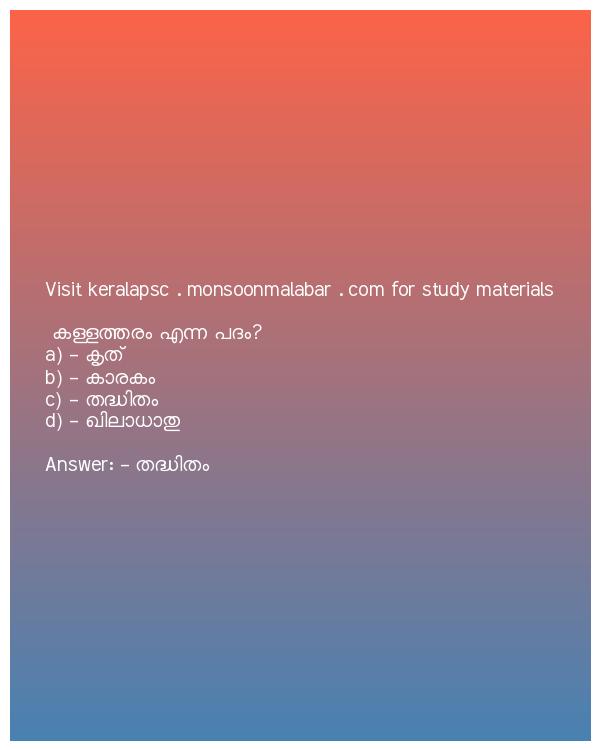 Visit keralapsc . monsoonmalabar . com for study materials
കള്ളത്തരം എന്ന പദം?
a) - കൃത്
b) - കാരകം
c) - തദ്ധിതം
d) - ഖിലാധാതു
Answer: - തദ്ധിതം